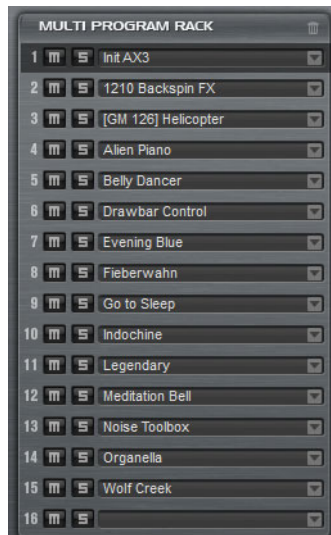 MULTI PROGRAM RACK
1 m S Init AX3
2 m S 1210 Backspin FX
3 m S [GM 126] Helicopter
4 m S Alien Piano
5 m S Belly Dancer
6 m S Drawbar Control
7 m S Evening Blue
8 m S Fieberwahn
9 m S Go to Sleep
10 m S Indochine
11 m S Legendary
12 m S Meditation Bell
13 m S Noise Toolbox
14 m S Organella
15 m S Wolf Creek
16 m S